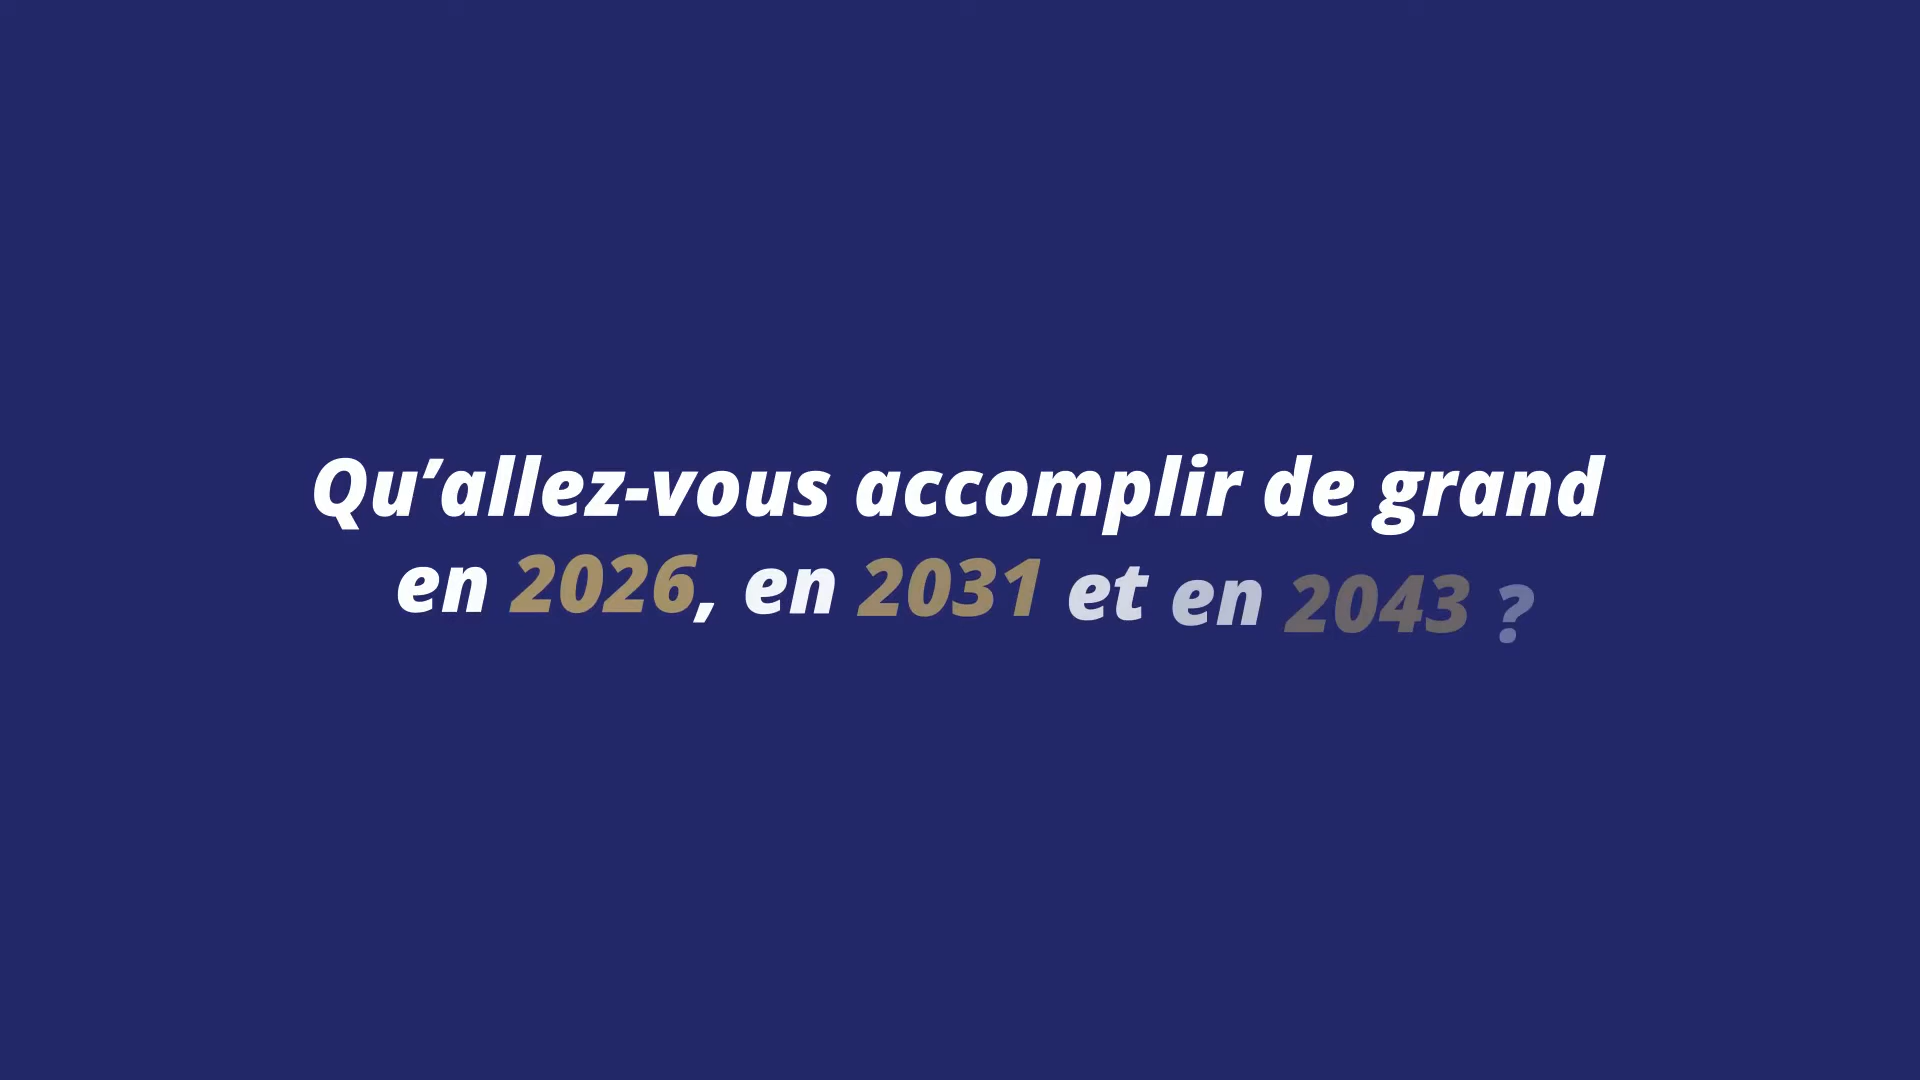 Qu’allez-vous accomplir de grand
en 2026, en 2031 et en 2043 ?